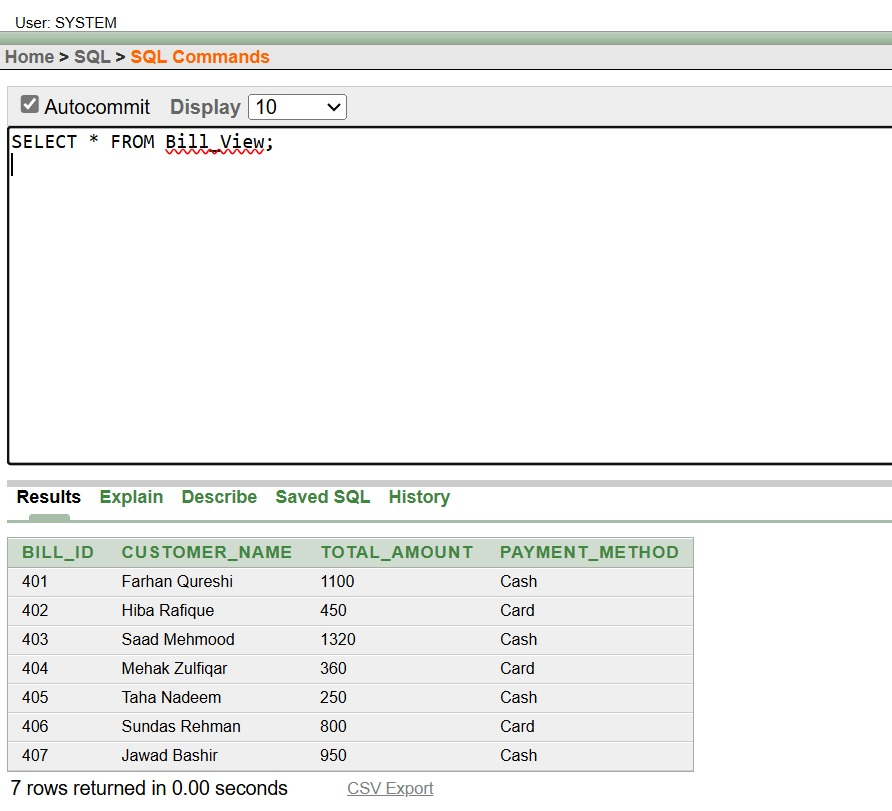 User: SYSTEM
Home > SQL > SQL Commands
Autocommit Display 10
SELECT * FROM Bill_View;
Results Explain Describe Saved SQL History
BILL_ID CUSTOMER_NAME TOTAL_AMOUNT PAYMENT_METHOD
401 Farhan Qureshi 1100 Cash
402 Hiba Rafique 450 Card
403 Saad Mehmood 1320 Cash
404 Mehak Zulfiqar 360 Card
405 Taha Nadeem 250 Cash
406 Sundas Rehman 800 Card
407 Jawad Bashir 950 Cash
7 rows returned in 0.00 seconds CSV Export